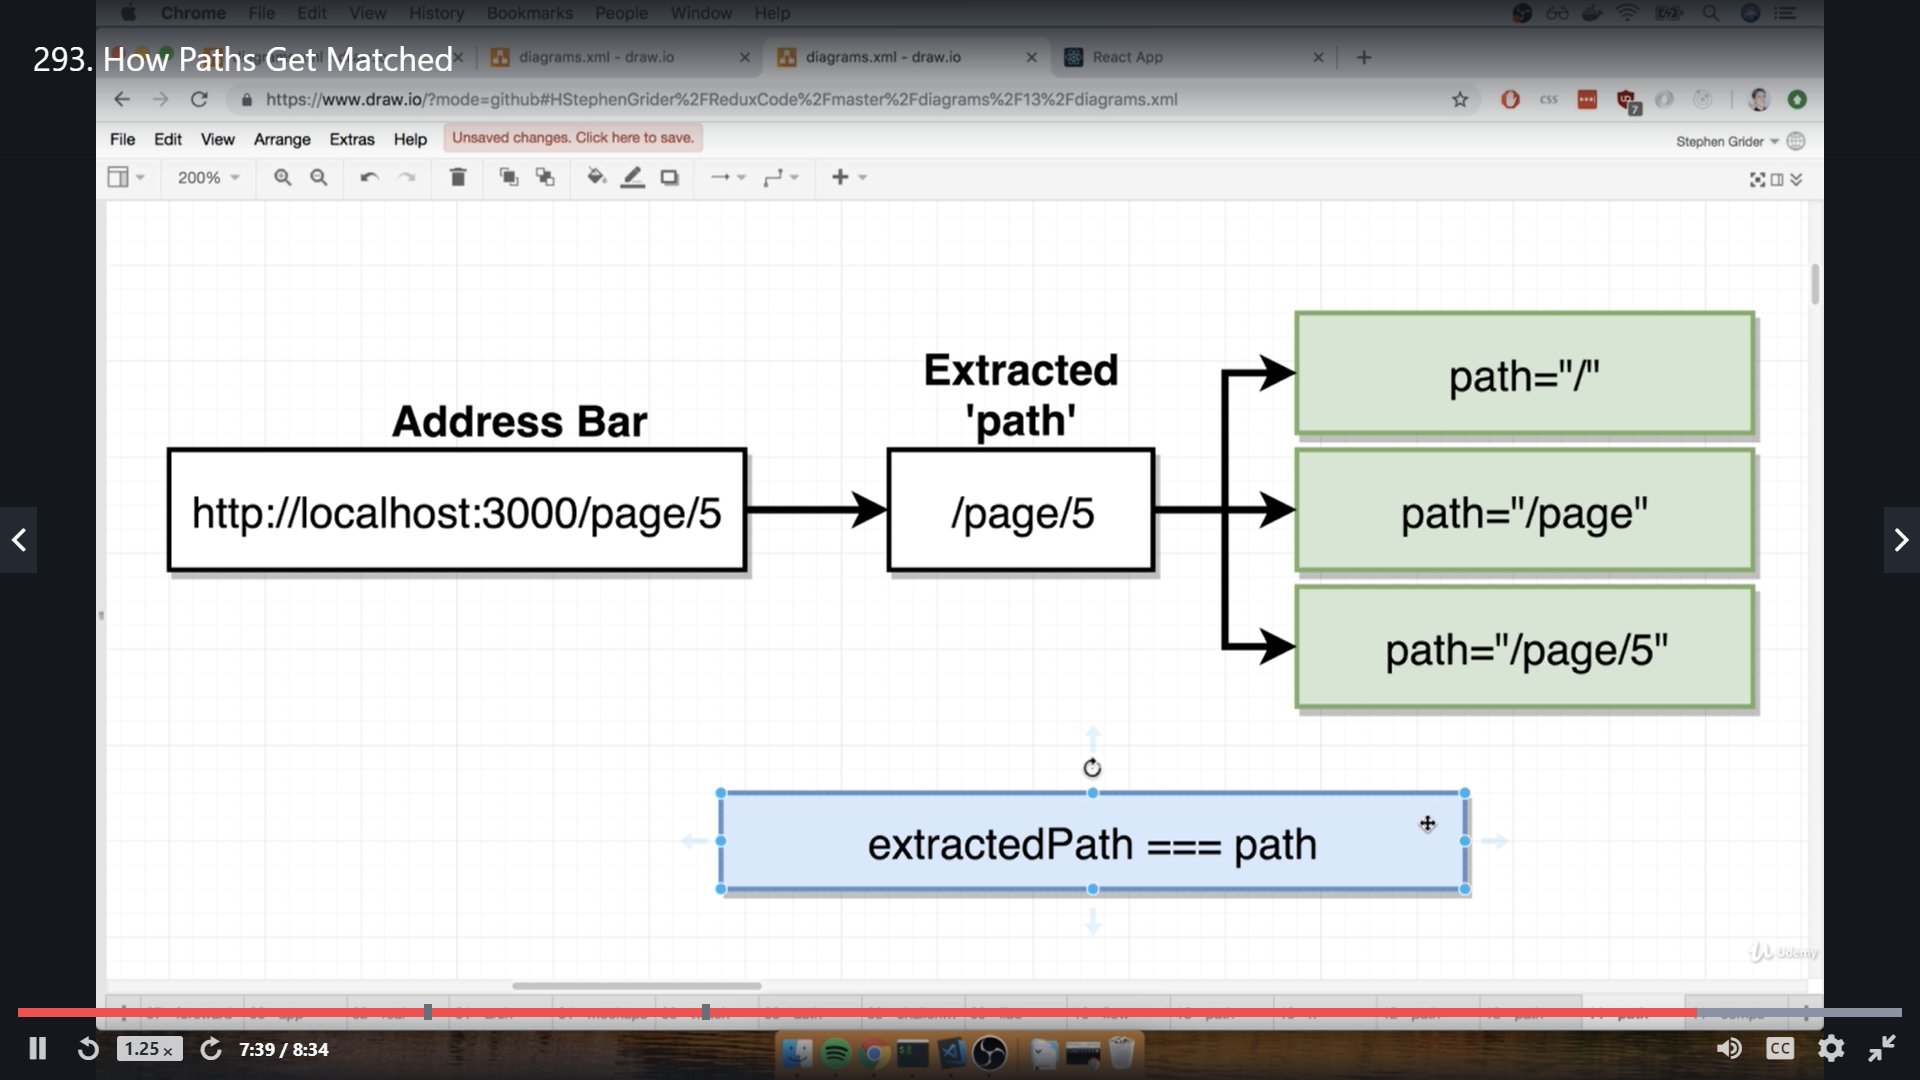 Chrome File Edit View History Bookmarks People Window Help
293. How Paths Get Matched
diagrams.xml - draw.io
diagrams.xml - draw.io
React App
https://www.draw.io/?mode=github#HStephenGrider%2FReduxCode%2Fmaster%2Fdiagrams%2F13%2Fdiagrams.xml
CSS
7
File Edit View Arrange Extras Help
Unsaved changes. Click here to save.
Stephen Grider
200%
Extracted
'path'
Address Bar
http://localhost:3000/page/5
/page/5
path="/"
path="/page"
path="/page/5"
extractedPath === path
Udemy
1.25 x
7:39 / 8:34
CC